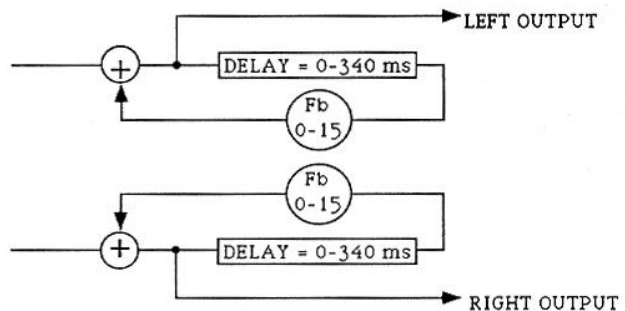 LEFT OUTPUT
+
DELAY = 0-340 ms
Fb
0-15
Fb
0-15
+
DELAY = 0-340 ms
RIGHT OUTPUT